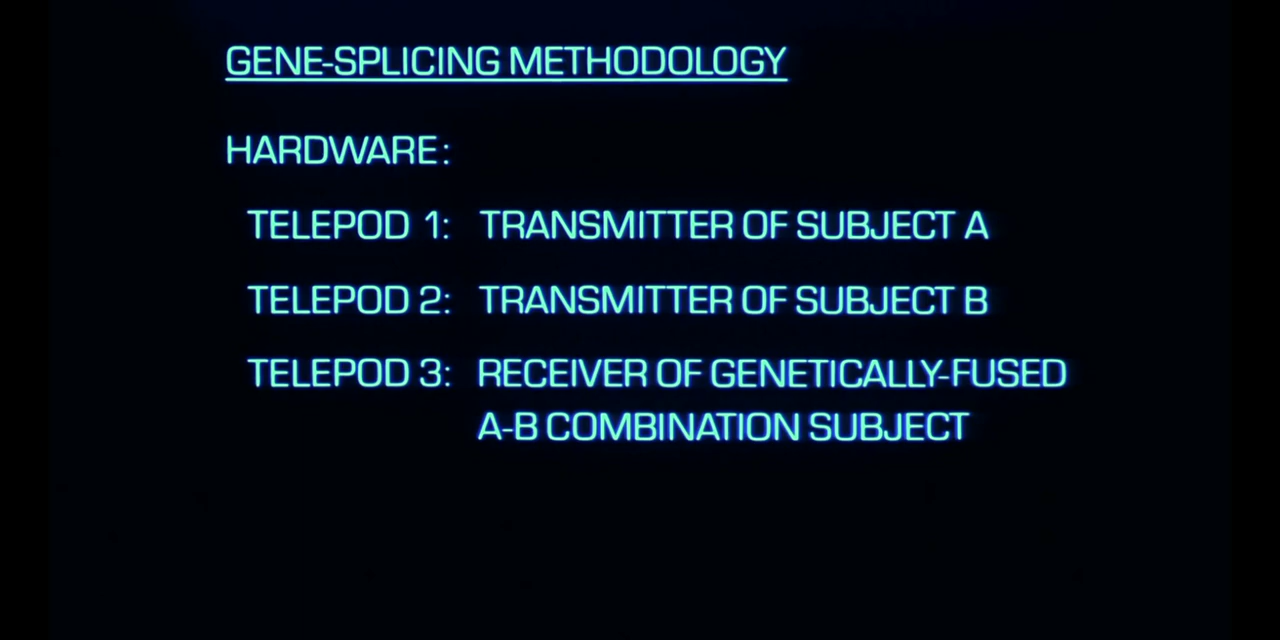 GENE-SPLICING METHODOLOGY
HARDWARE:
TELEPOD 1: TRANSMITTER OF SUBJECT A
TELEPOD 2: TRANSMITTER OF SUBJECT B
TELEPOD 3: RECEIVER OF GENETICALLY-FUSED
A-B COMBINATION SUBJECT